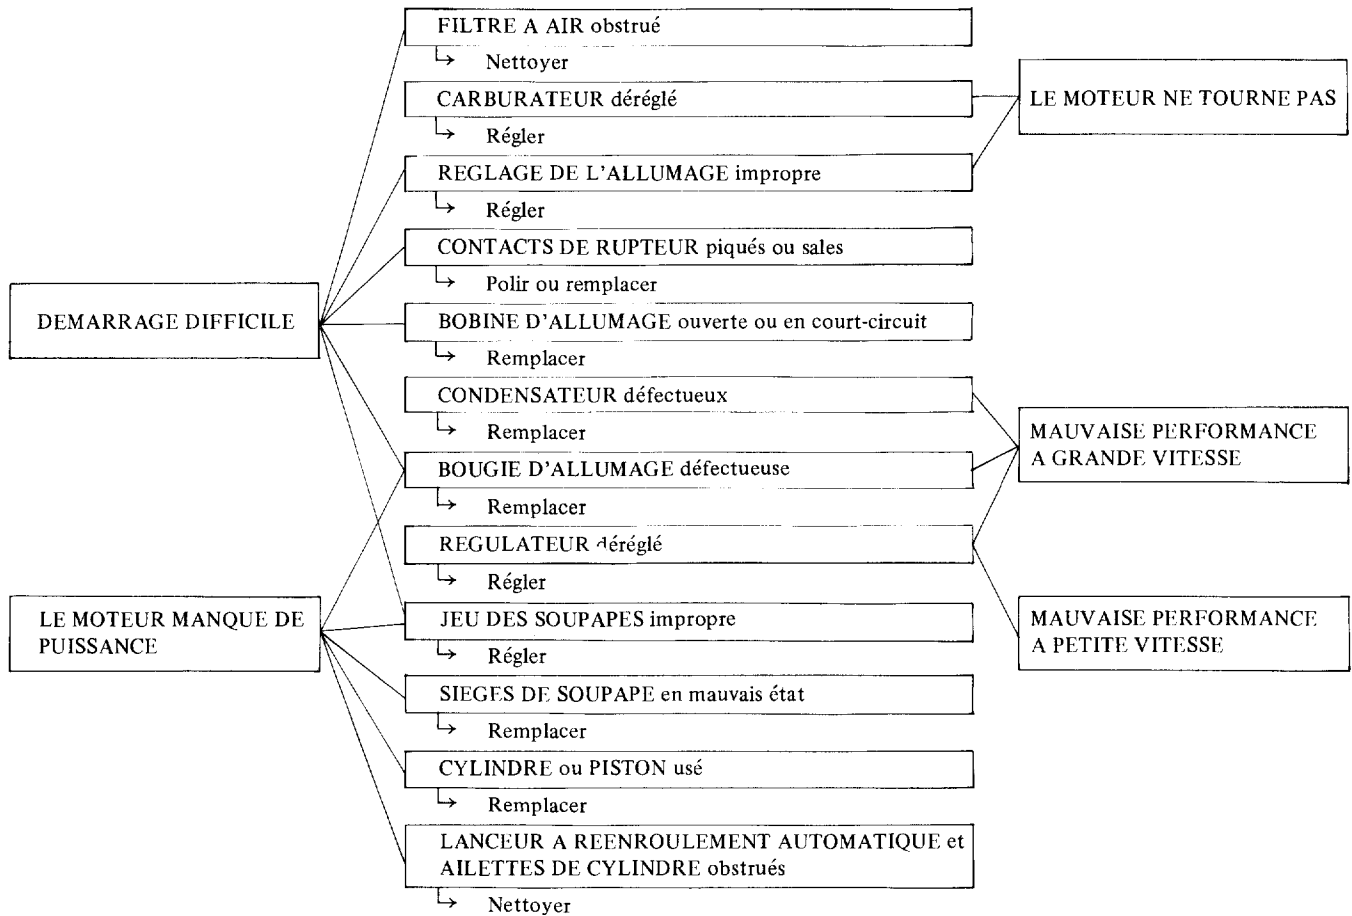 DEMARRAGE DIFFICILE
LE MOTEUR MANQUE DE
PUISSANCE
FILTRE A AIR obstrué
Nettoyer
CARBURATEUR déréglé
Régler
REGLAGE DE L'ALLUMAGE impropre
Régler
CONTACTS DE RUPTEUR piqués ou sales
Polir ou remplacer
BOBINE D'ALLUMAGE ouverte ou en court-circuit
Remplacer
CONDENSATEUR défectueux
Remplacer
BOUGIE D'ALLUMAGE défectueuse
Remplacer
REGULATEUR déréglé
Régler
JEU DES SOUPAPES impropre
Régler
SIEGES DE SOUPAPE en mauvais état
Remplacer
CYLINDRE ou PISTON usé
Remplacer
LANCEUR A REENROULEMENT AUTOMATIQUE et
AILETTES DE CYLINDRE obstrués
Nettoyer
LE MOTEUR NE TOURNE PAS
MAUVAISE PERFORMANCE
A GRANDE VITESSE
MAUVAISE PERFORMANCE
A PETITE VITESSE